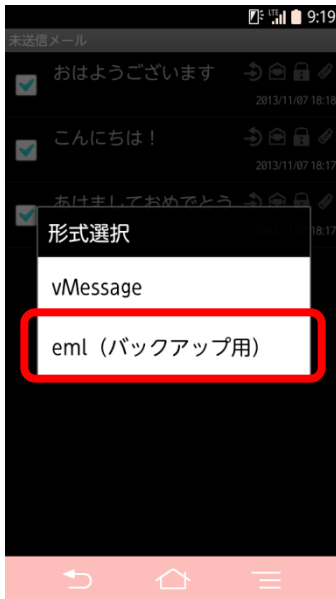 9:19
未送信メール
おはようございます
2013/11/07 18:18
こんにちは！
2013/11/07 18:17
あけましておめでとう
18:17
形式選択
vMessage
eml（バックアップ用）